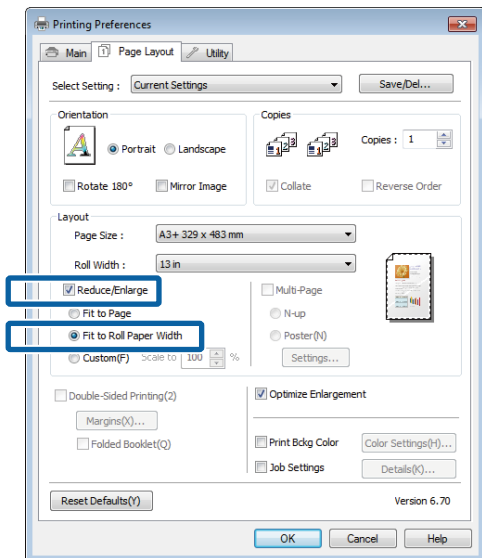 Printing Preferences
Main Page Layout Utility
Select Setting : Current Settings Save/Del...
Orientation Copies
Portrait Landscape Copies : 1
Rotate 180° Mirror Image Collate Reverse Order
Layout
Page Size : A3+ 329 x 483 mm
Roll Width : 13 in
Reduce/Enlarge Multi-Page
Fit to Page N-up
Fit to Roll Paper Width Poster(N)
Custom(F) Scale to 100 % Settings...
Double-Sided Printing(2) Optimize Enlargement
Margins(X)...
Folded Booklet(Q) Print Bckg Color Color Settings(H)...
Job Settings Details(K)...
Reset Defaults(Y) Version 6.70
OK Cancel Help